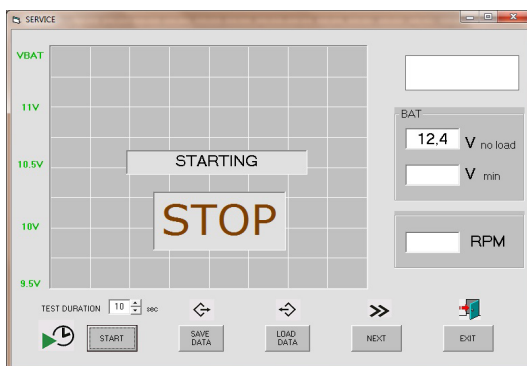 SERVICE
VBAT
11V
10.5V
10V
9.5V
STARTING
STOP
BAT
12,4 V no load
V min
RPM
TEST DURATION 10 sec
START
SAVE DATA
LOAD DATA
NEXT
EXIT